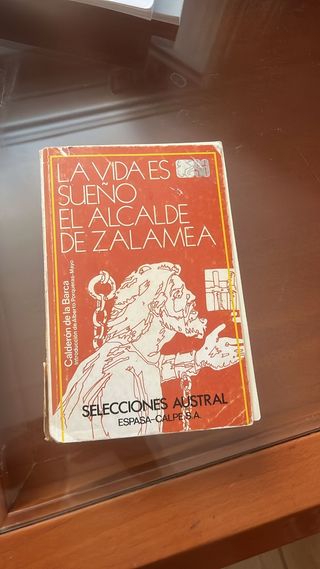 LA VIDA ES
SUEÑO
EL ALCALDE
DE ZALAMEA
Calderón de la Barca
Introducción de Alberto Porqueras-Mayo
SELECCIONES AUSTRAL
ESPASA-CALPE S.A.